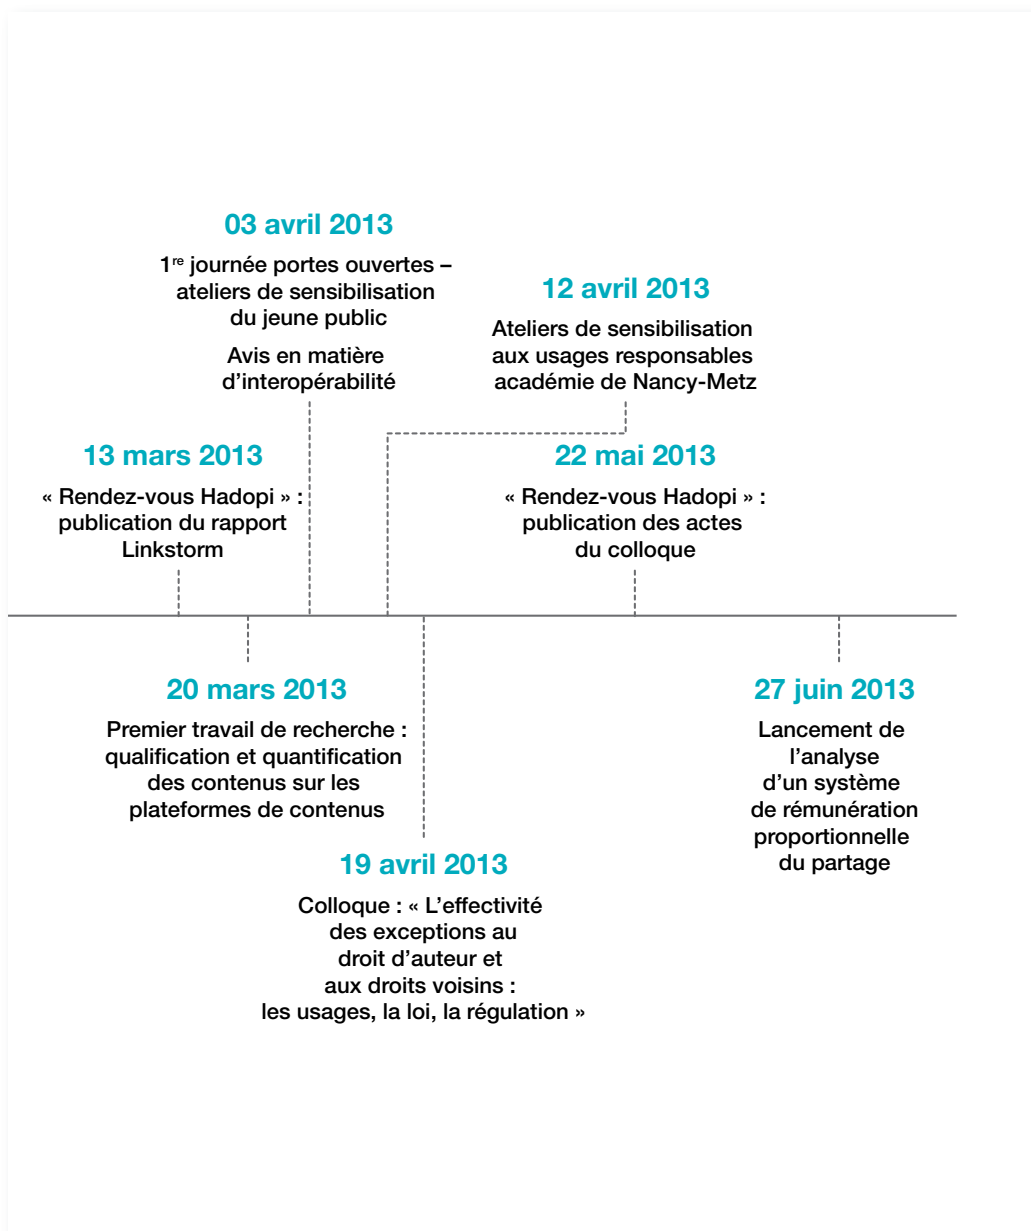 03 avril 2013
1re journée portes ouvertes –
ateliers de sensibilisation
du jeune public
Avis en matière
d’interopérabilité
12 avril 2013
Ateliers de sensibilisation
aux usages responsables
académie de Nancy-Metz
13 mars 2013
« Rendez-vous Hadopi » :
publication du rapport
Linkstorm
22 mai 2013
« Rendez-vous Hadopi » :
publication des actes
du colloque
20 mars 2013
Premier travail de recherche :
qualification et quantification
des contenus sur les
plateformes de contenus
27 juin 2013
Lancement de
l’analyse
d’un système
de rémunération
proportionnelle
du partage
19 avril 2013
Colloque : « L’effectivité
des exceptions au
droit d’auteur et
aux droits voisins :
les usages, la loi, la régulation »